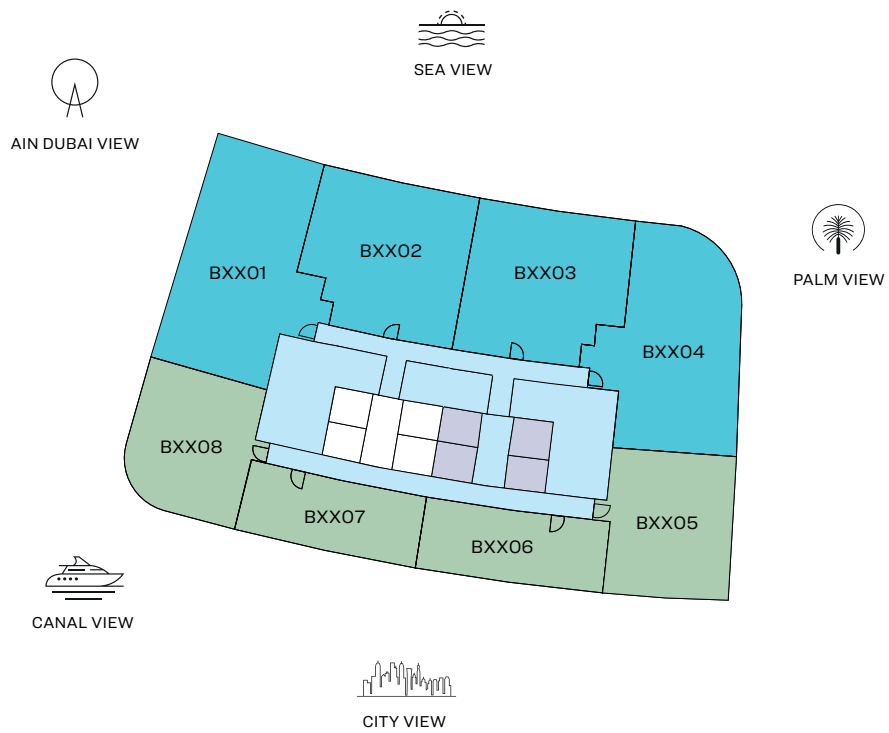 SEA VIEW
AIN DUBAI VIEW
PALM VIEW
BXX01
BXX02
BXX03
BXX04
BXX08
BXX07
BXX06
BXX05
CANAL VIEW
CITY VIEW